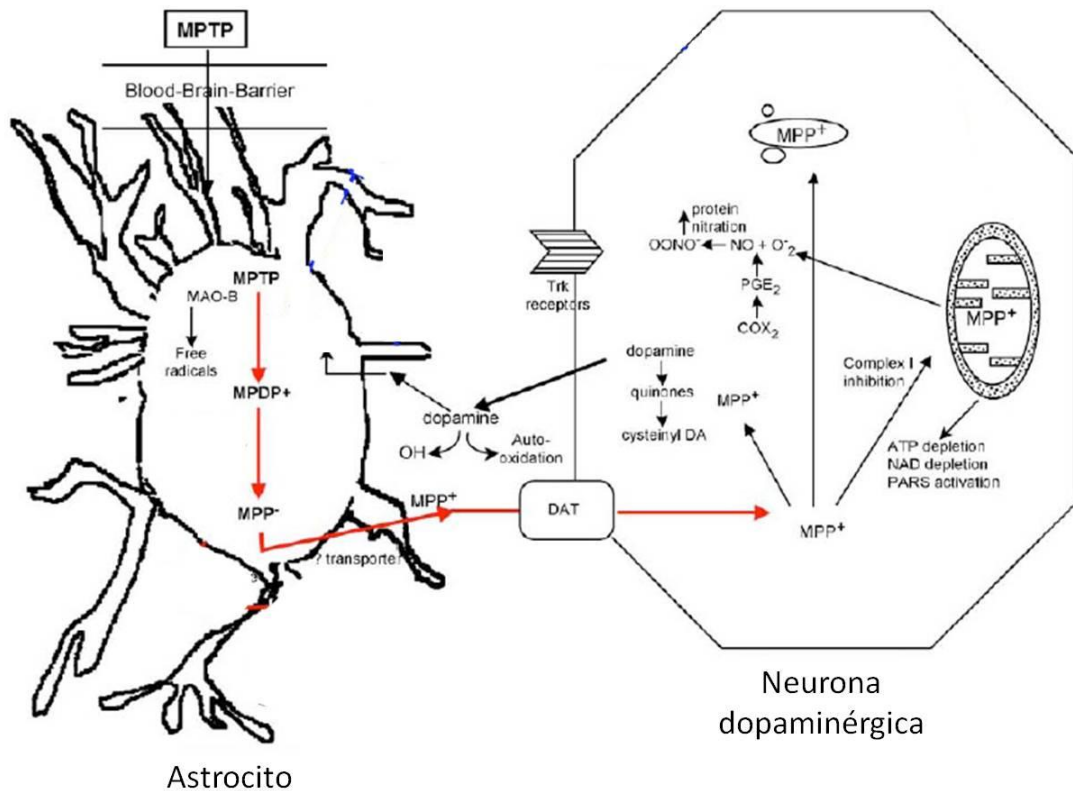 MPTP
Blood-Brain-Barrier
MPTP
MAO-B
Free
radicals
MPDP+
MPP-
? transporter
dopamine
OH
Auto-
oxidation
MPP+
DAT
Trk
receptors
MPP+
protein
nitration
OONO- NO + O-2
PGE2
COX2
MPP+
dopamine
quinones
cysteinyl DA
MPP+
Complex I
inhibition
ATP depletion
NAD depletion
PARS activation
MPP+
Neurona
dopaminérgica
Astrocito